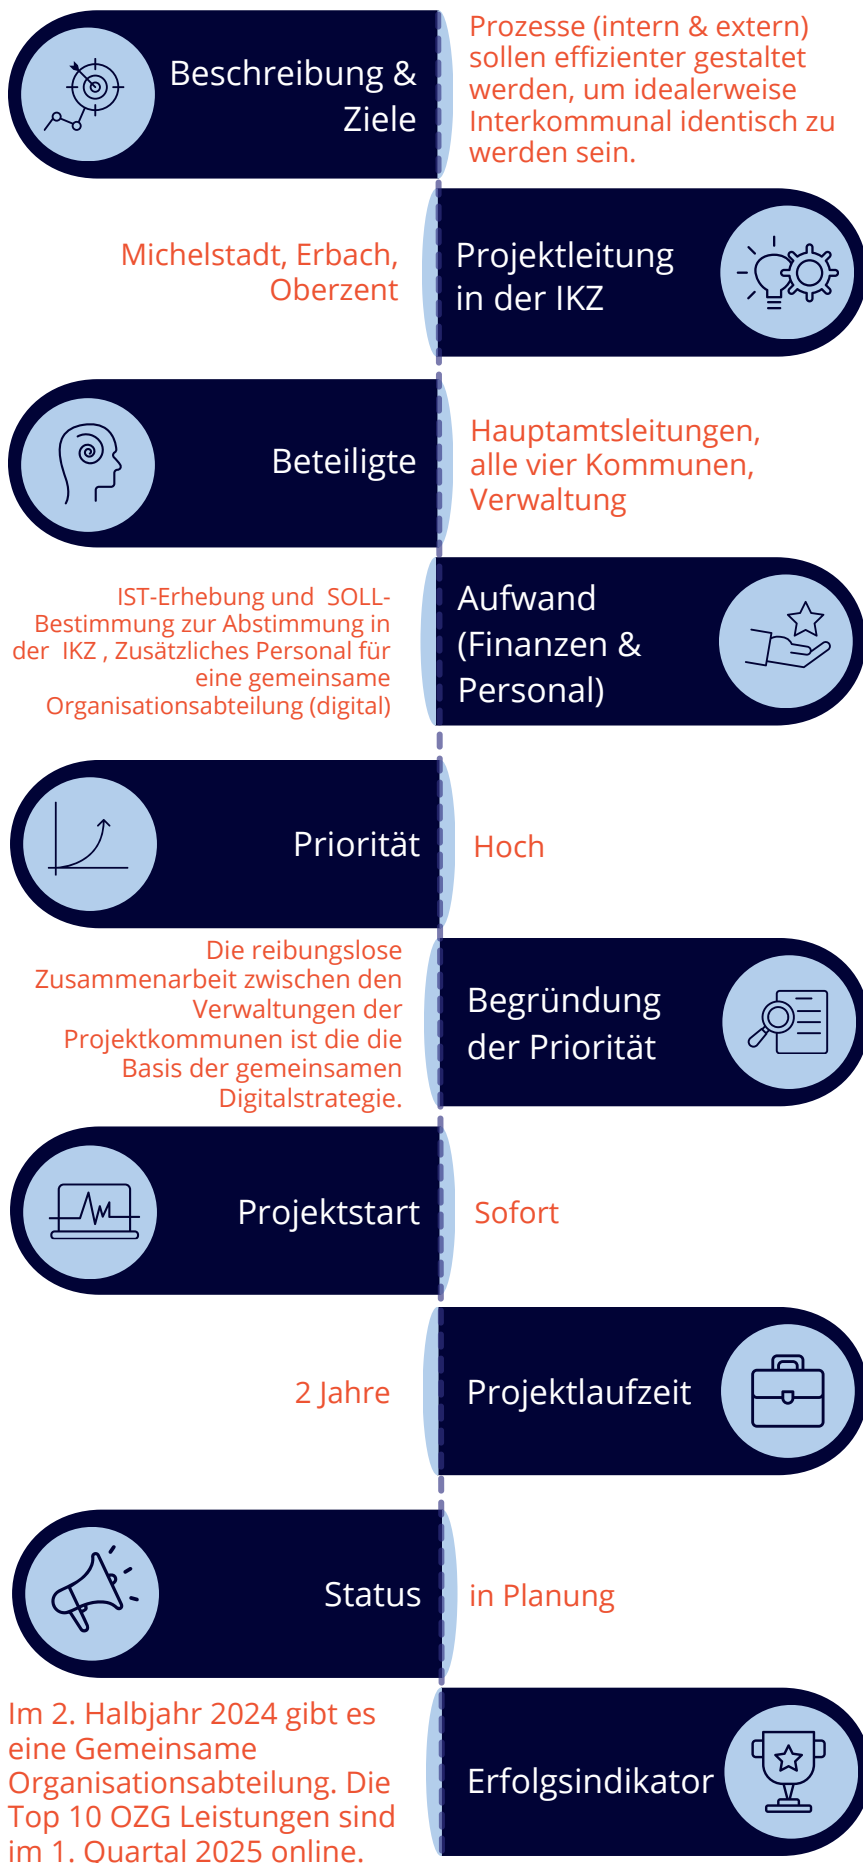 Beschreibung &
Ziele
Prozesse (intern & extern)
sollen effizienter gestaltet
werden, um idealerweise
Interkommunal identisch zu
werden sein.
Michelstadt, Erbach,
Oberzent
Projektleitung
in der IKZ
Beteiligte
Hauptamtsleitungen,
alle vier Kommunen,
Verwaltung
IST-Erhebung und SOLL-
Bestimmung zur Abstimmung in
der IKZ , Zusätzliches Personal für
eine gemeinsame
Organisationsabteilung (digital)
Aufwand
(Finanzen &
Personal)
Priorität
Hoch
Die reibungslose
Zusammenarbeit zwischen den
Verwaltungen der
Projektkommunen ist die die
Basis der gemeinsamen
Digitalstrategie.
Begründung
der Priorität
Projektstart
Sofort
2 Jahre
Projektlaufzeit
Status
in Planung
Im 2. Halbjahr 2024 gibt es
eine Gemeinsame
Organisationsabteilung. Die
Top 10 OZG Leistungen sind
im 1. Quartal 2025 online.
Erfolgsindikator